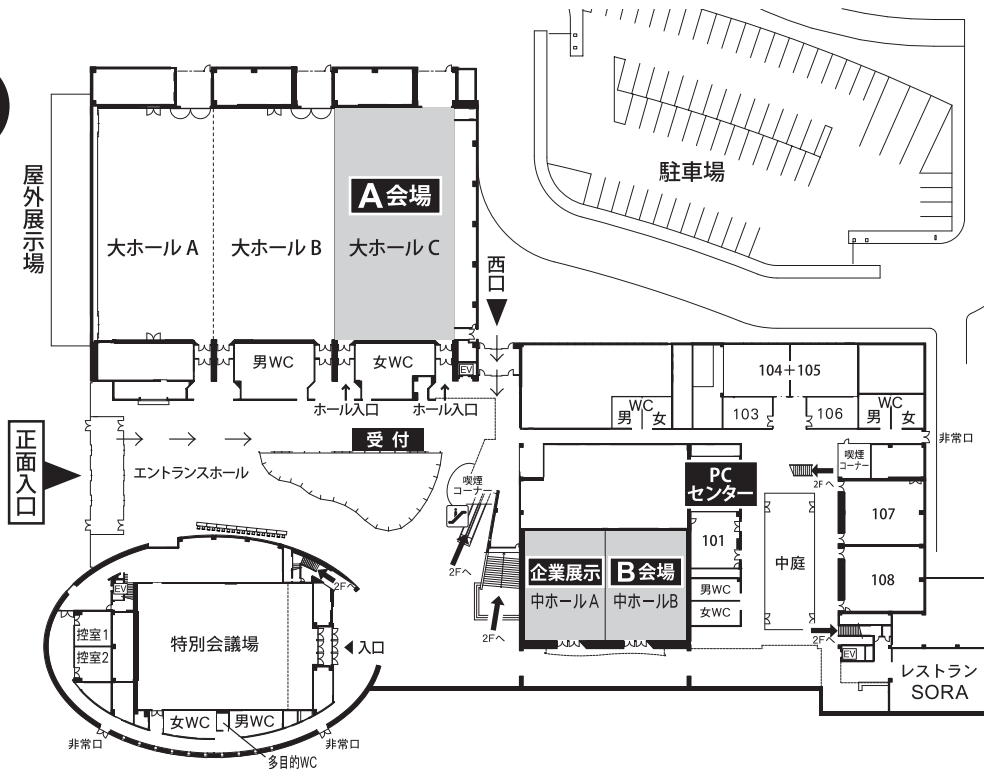 駐車場
屋外展示場
A会場
大ホール A
大ホール B
大ホール C
西口
男WC
女WC
EV
ホール入口
ホール入口
104＋105
103
106
WC
男 女
WC
男 女
非常口
受 付
正面入口
エントランスホール
喫煙
コーナー
2Fへ
2Fへ
PC
センター
2Fへ
喫煙
コーナー
107
101
中庭
108
企業展示
中ホールA
B会場
中ホールB
男WC
女WC
2Fへ
EV
レストラン
SORA
2Fへ
EV
控室1
控室2
特別会議場
入口
女WC
男WC
非常口
非常口
多目的WC